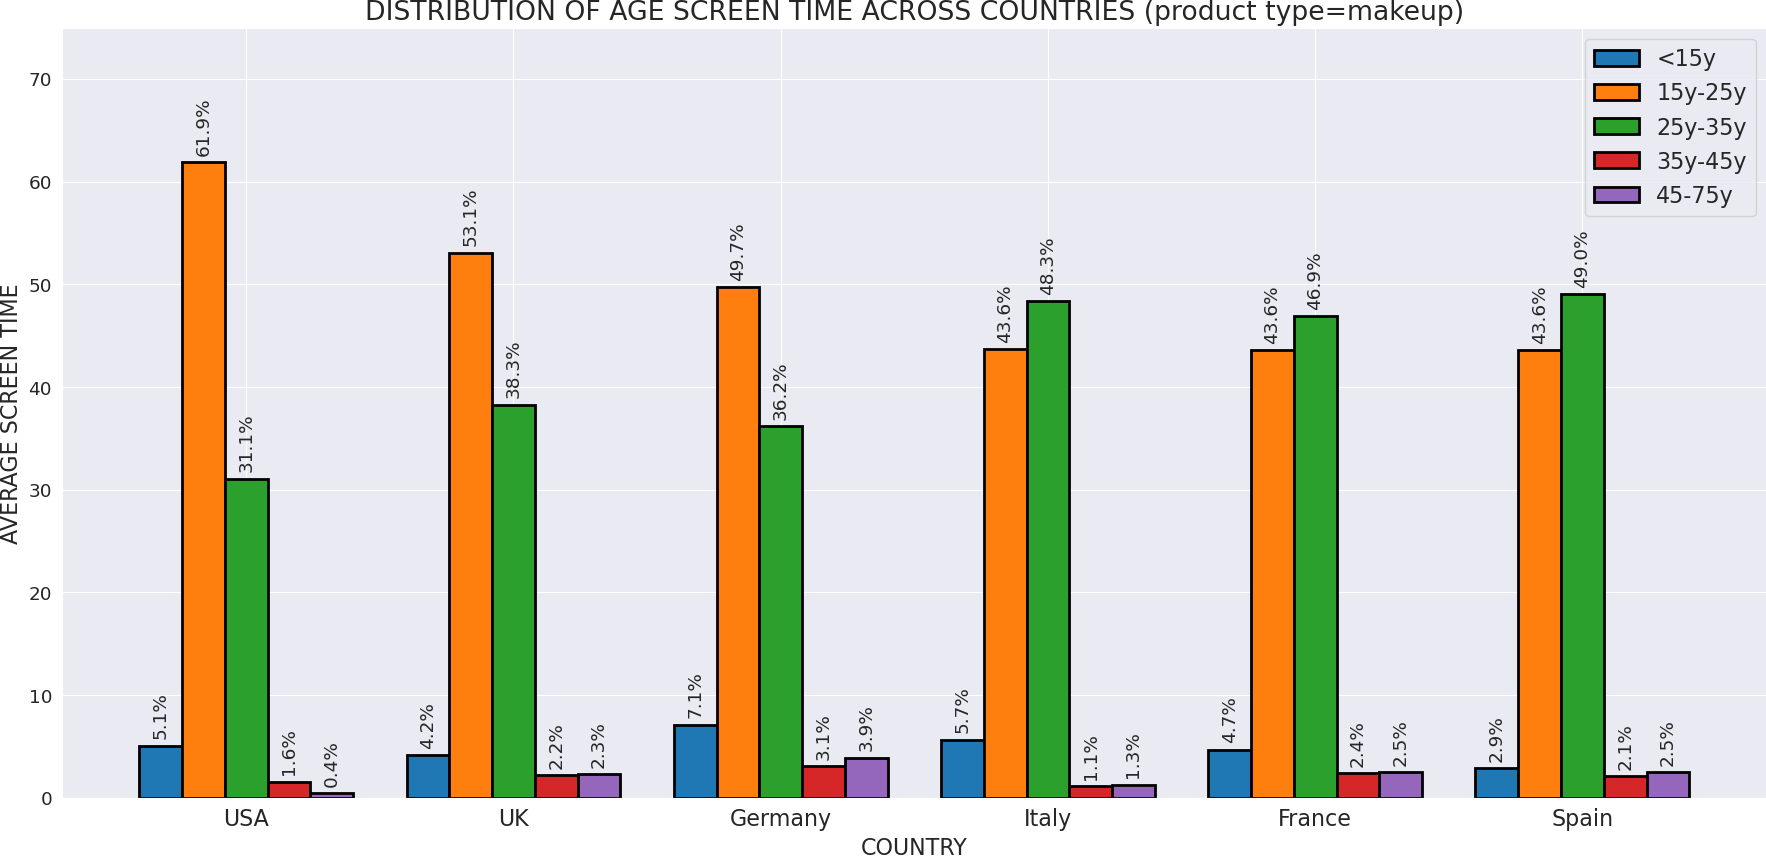 DISTRIBUTION OF AGE SCREEN TIME ACROSS COUNTRIES (product type=makeup)
<15y
15y-25y
25y-35y
35y-45y
45-75y
AVERAGE SCREEN TIME
70
60
50
40
30
20
10
0
5.1%
61.9%
31.1%
1.6%
0.4%
4.2%
53.1%
38.3%
2.2%
2.3%
7.1%
49.7%
36.2%
3.1%
3.9%
5.7%
43.6%
48.3%
1.1%
1.3%
4.7%
43.6%
46.9%
2.4%
2.5%
2.9%
43.6%
49.0%
2.1%
2.5%
USA
UK
Germany
Italy
France
Spain
COUNTRY